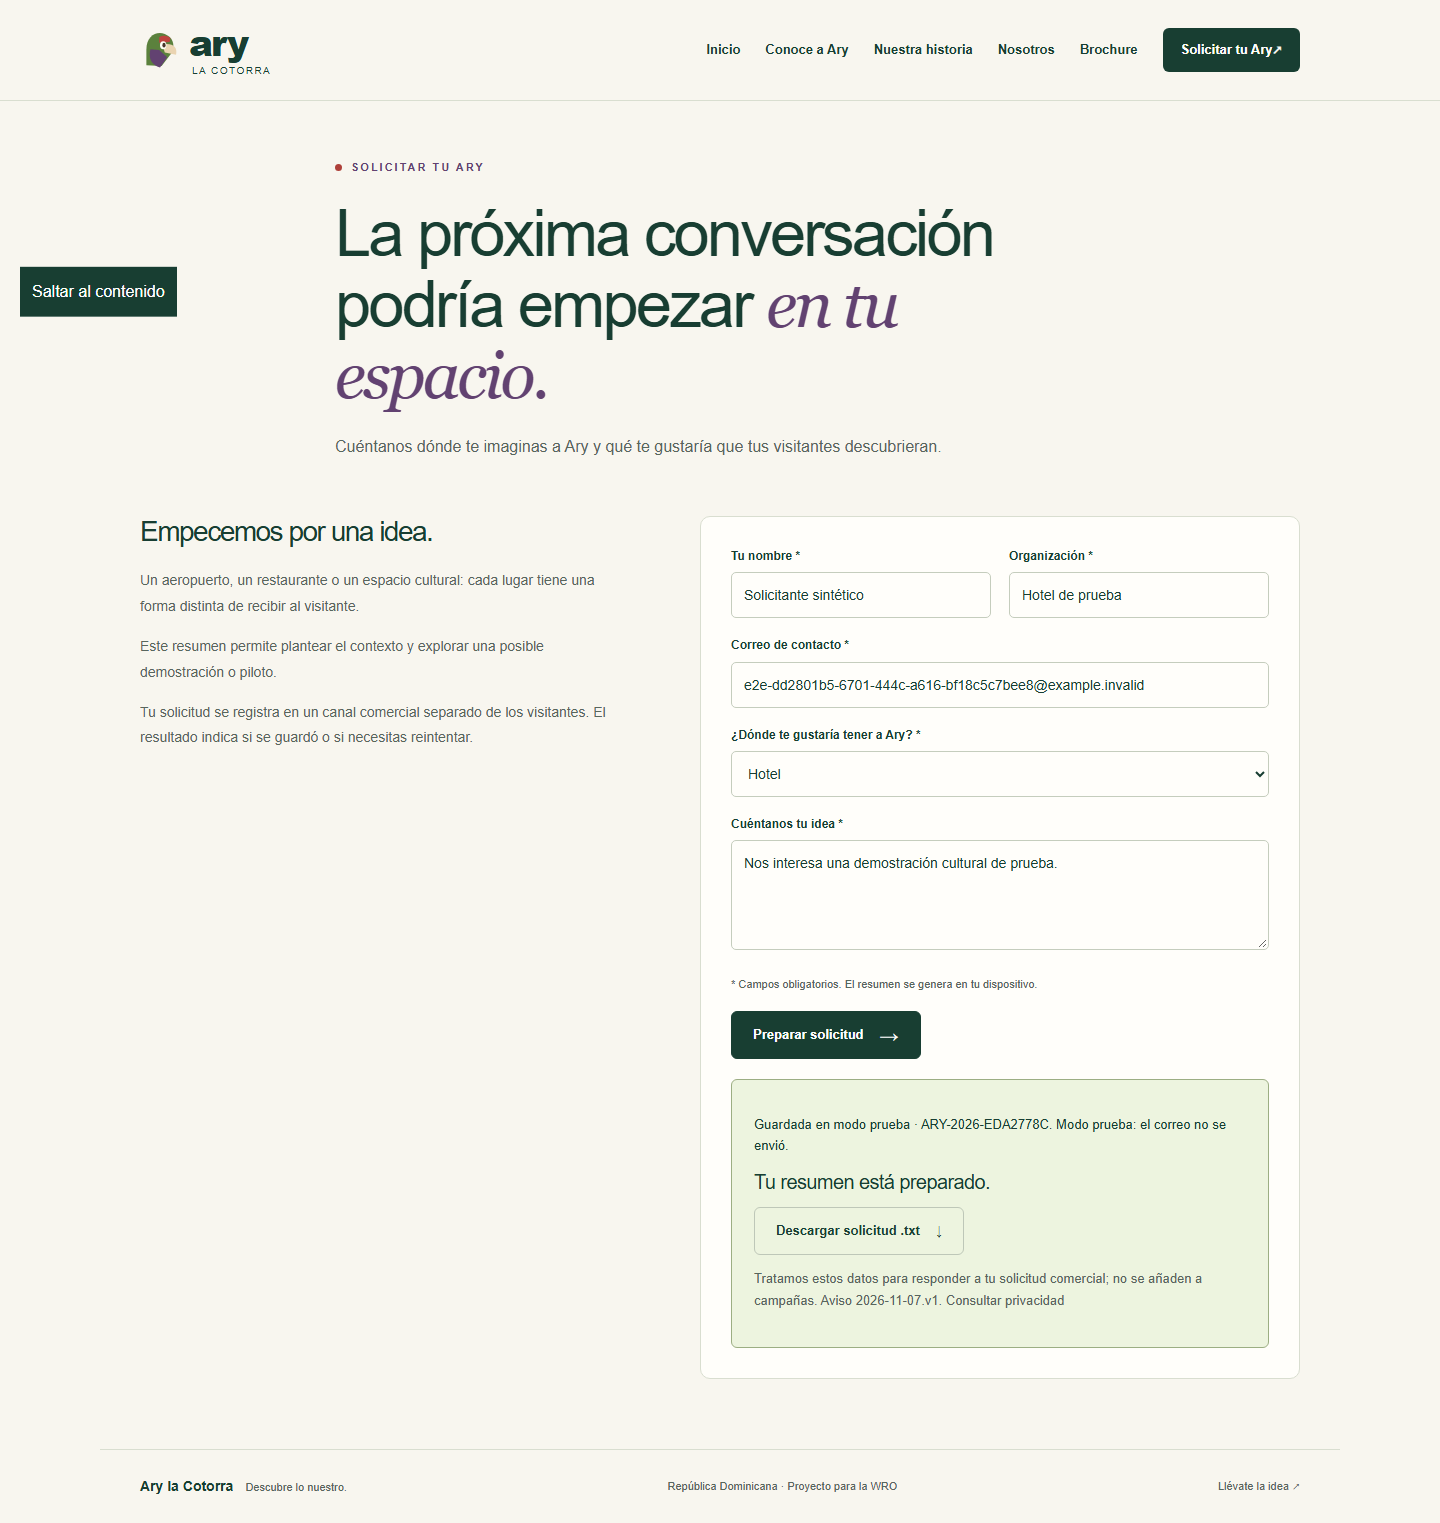 ary
LA COTORRA
Inicio
Conoce a Ary
Nuestra historia
Nosotros
Brochure
Solicitar tu Ary↗
SOLICITAR TU ARY
La próxima conversación
podría empezar en tu
espacio.
Saltar al contenido
Cuéntanos dónde te imaginas a Ary y qué te gustaría que tus visitantes descubrieran.
Empecemos por una idea.
Un aeropuerto, un restaurante o un espacio cultural: cada lugar tiene una
forma distinta de recibir al visitante.
Este resumen permite plantear el contexto y explorar una posible
demostración o piloto.
Tu solicitud se registra en un canal comercial separado de los visitantes. El
resultado indica si se guardó o si necesitas reintentar.
Tu nombre *
Solicitante sintético
Organización *
Hotel de prueba
Correo de contacto *
e2e-dd2801b5-6701-444c-a616-bf18c5c7bee8@example.invalid
¿Dónde te gustaría tener a Ary? *
Hotel
Cuéntanos tu idea *
Nos interesa una demostración cultural de prueba.
* Campos obligatorios. El resumen se genera en tu dispositivo.
Preparar solicitud →
Guardada en modo prueba · ARY-2026-EDA2778C. Modo prueba: el correo no se
envió.
Tu resumen está preparado.
Descargar solicitud .txt ↓
Tratamos estos datos para responder a tu solicitud comercial; no se añaden a
campañas. Aviso 2026-11-07.v1. Consultar privacidad
Ary la Cotorra
Descubre lo nuestro.
República Dominicana · Proyecto para la WRO
Llévate la idea ↗